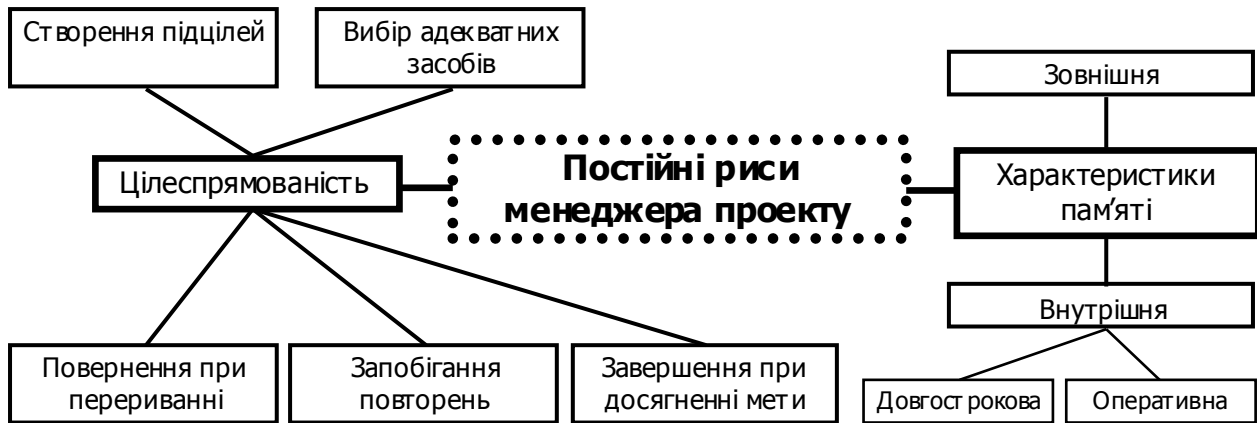 Створення підцілей
Вибір адекватних
засобів
Зовнішня
Цілеспрямованість
Постійні риси
менеджера проекту
Характеристики
пам’яті
Внутрішня
Повернення при
перериванні
Запобігання
повторень
Завершення при
досягненні мети
Довгострокова
Оперативна